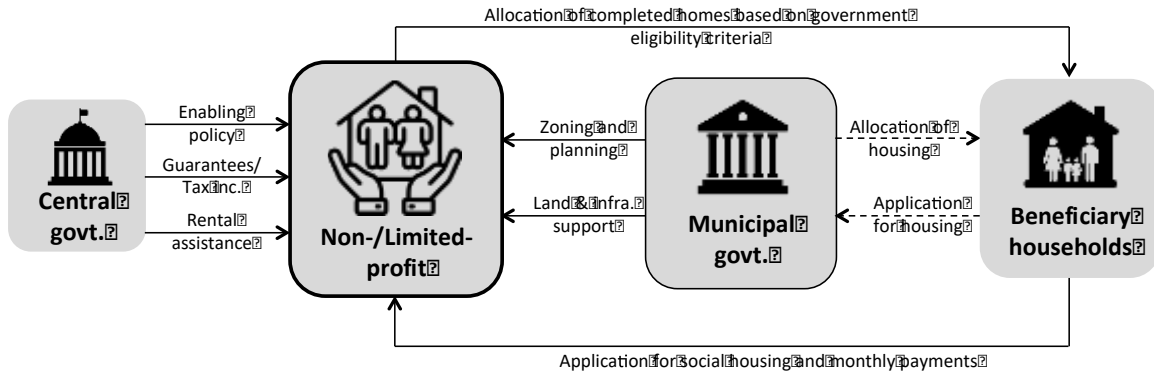 Allocation of completed homes based on government
eligibility criteria
Enabling
policy
Guarantees/
Tax inc.
Rental
assistance
Central
govt.
Non-/Limited-
profit
Zoning and
planning
Land & Infra.
support
Municipal
govt.
Allocation of
housing
Application
for housing
Beneficiary
households
Application for social housing and monthly payments